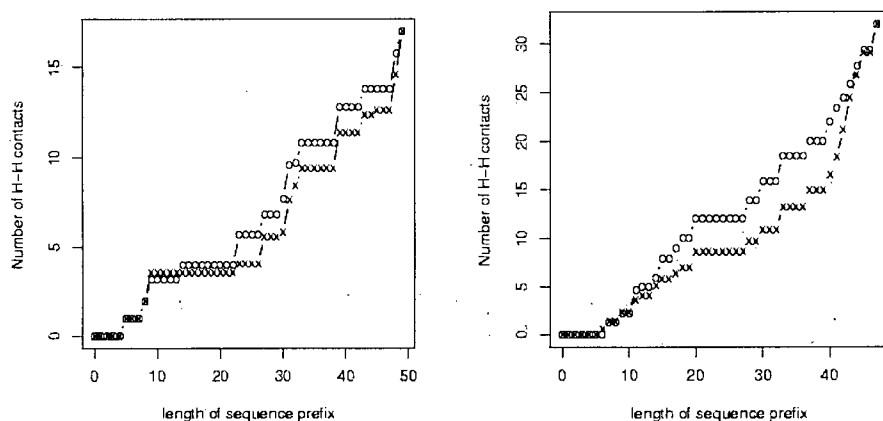 15
10
5
0
Number of H-H contacts
0 10 20 30 40 50
length of sequence prefix
30
25
20
15
10
5
0
Number of H-H contacts
0 10 20 30 40
length of sequence prefix